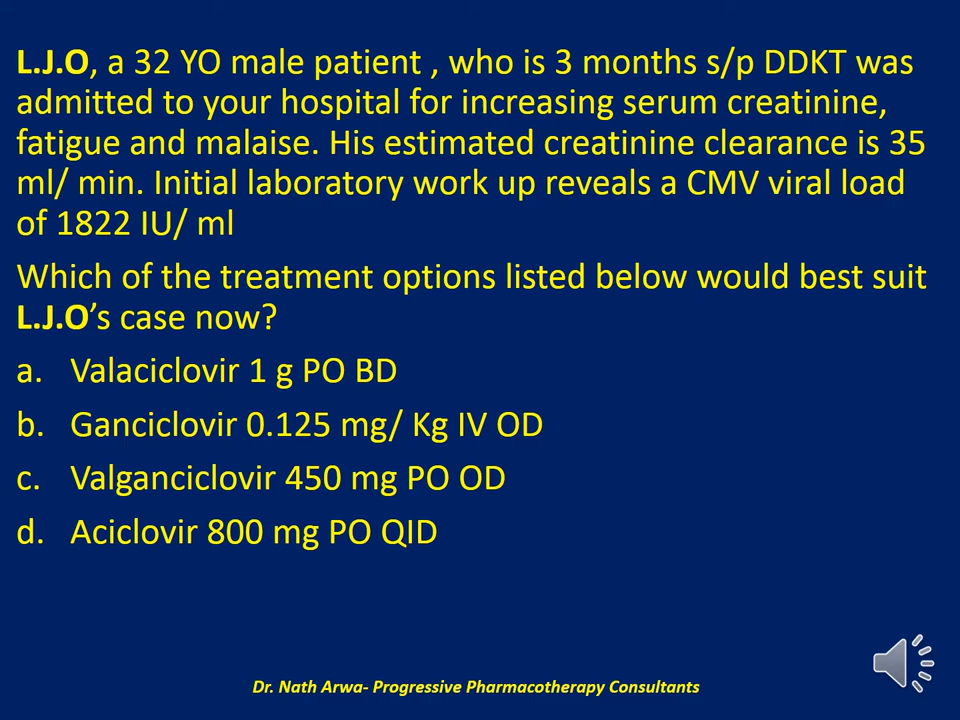 L.J.O, a 32 YO male patient , who is 3 months s/p DDKT was
admitted to your hospital for increasing serum creatinine,
fatigue and malaise. His estimated creatinine clearance is 35
ml/ min. Initial laboratory work up reveals a CMV viral load
of 1822 IU/ ml
Which of the treatment options listed below would best suit
L.J.O’s case now?
a. Valaciclovir 1 g PO BD
b. Ganciclovir 0.125 mg/ Kg IV OD
c. Valganciclovir 450 mg PO OD
d. Aciclovir 800 mg PO QID
Dr. Nath Arwa- Progressive Pharmacotherapy Consultants